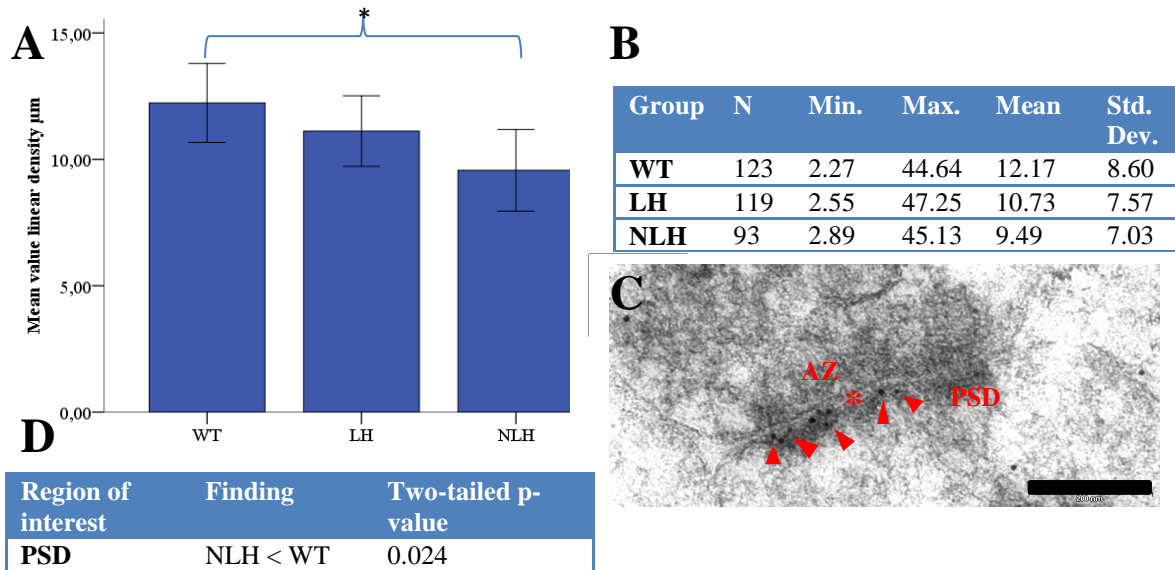 A
*
15,00
10,00
5,00
0,00
Mean value linear density µm
WT LH NLH
B
Group N Min. Max. Mean Std. Dev.
WT 123 2.27 44.64 12.17 8.60
LH 119 2.55 47.25 10.73 7.57
NLH 93 2.89 45.13 9.49 7.03
C
AZ
*
PSD
200 nm
D
Region of interest Finding Two-tailed p-value
PSD NLH < WT 0.024